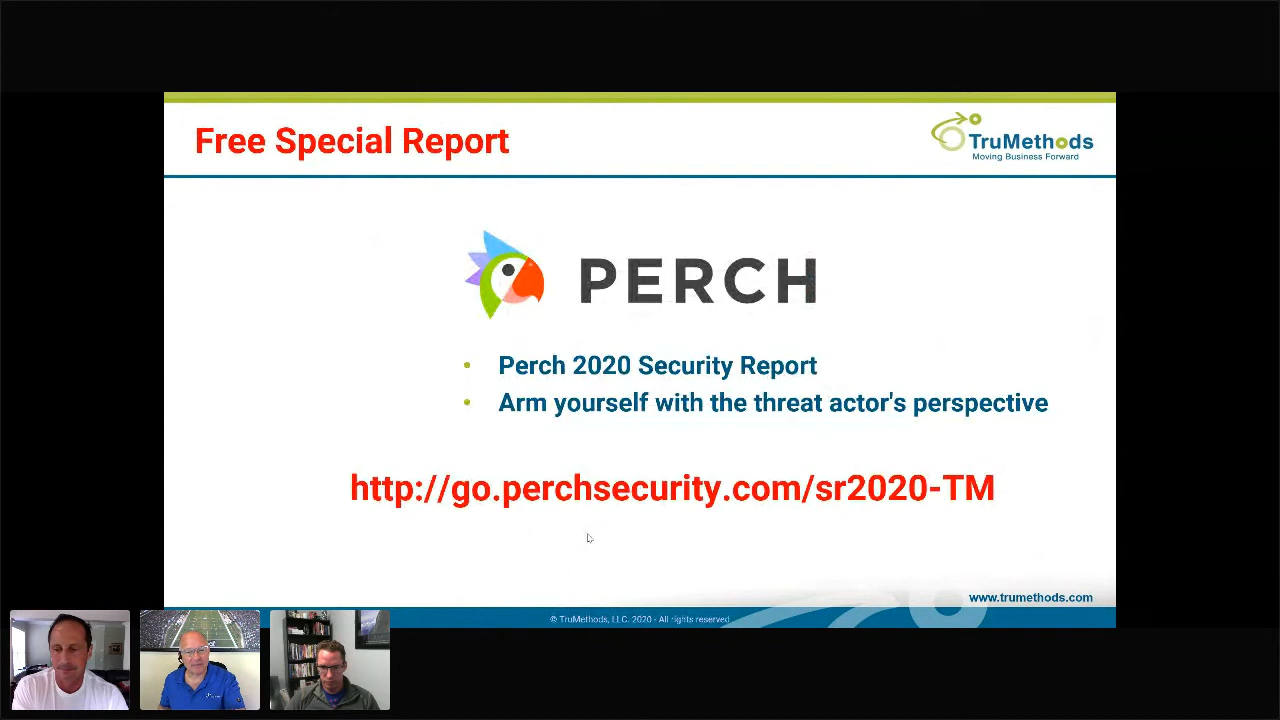 Free Special Report
TruMethods
Moving Business Forward
PERCH
• Perch 2020 Security Report
• Arm yourself with the threat actor's perspective
http://go.perchsecurity.com/sr2020-TM
www.trumethods.com
© TruMethods, LLC. 2020 - All rights reserved